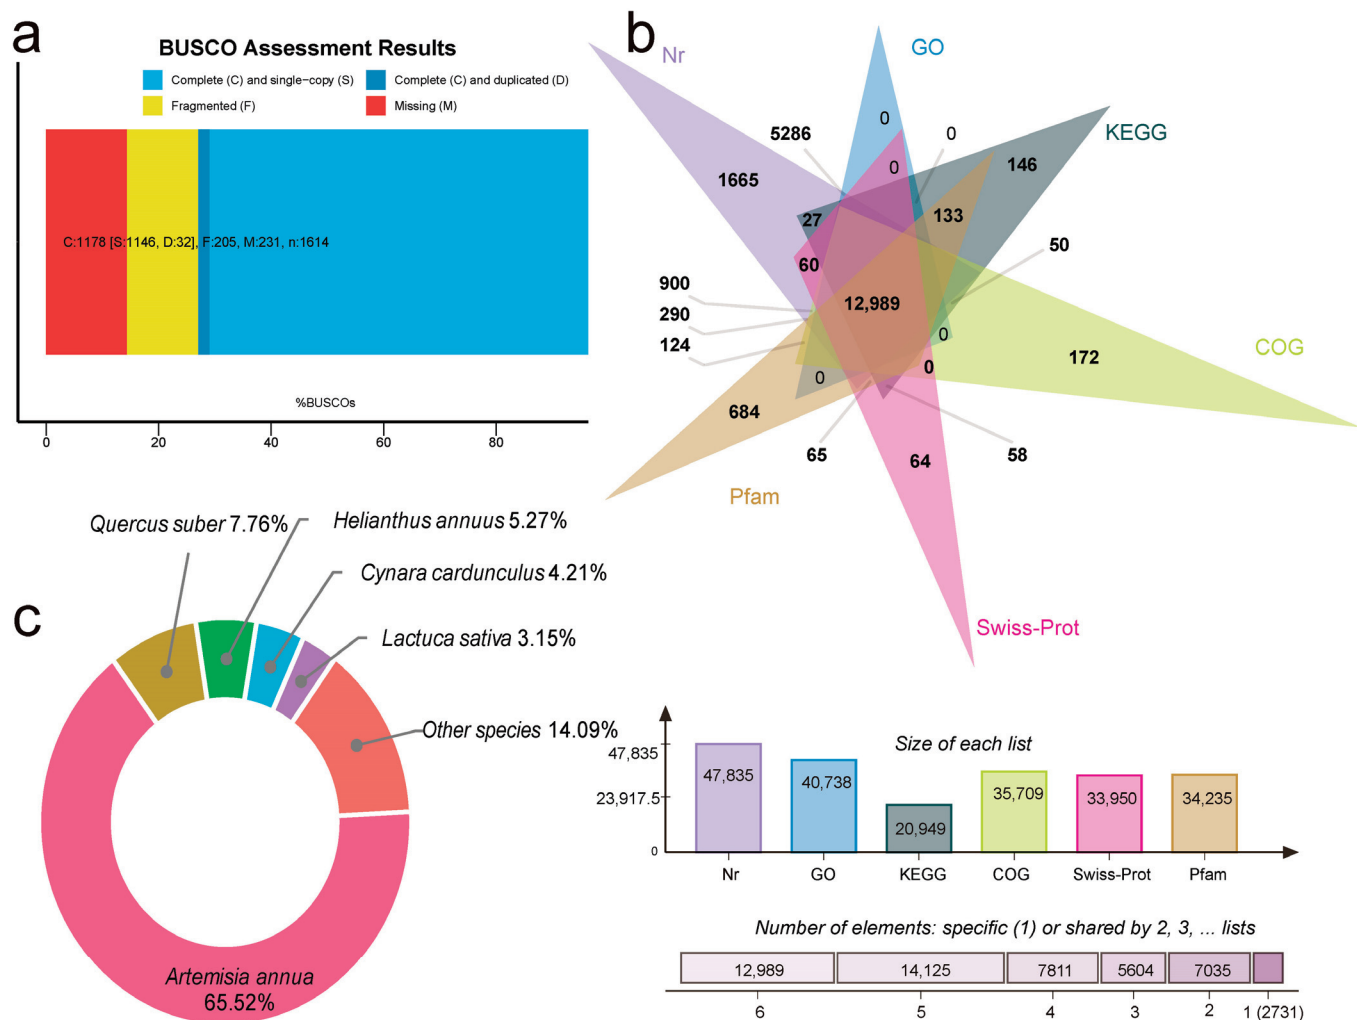 a
BUSCO Assessment Results
Complete (C) and single−copy (S)
Complete (C) and duplicated (D)
Fragmented (F)
Missing (M)
C:1178 [S:1146, D:32], F:205, M:231, n:1614
%BUSCOs
0 20 40 60 80
b
Nr
GO
KEGG
COG
Swiss-Prot
Pfam
0
0
5286
0
146
1665
0
27
133
50
60
900
12,989
290
0
124
172
0
0
684
65
64
58
c
Quercus suber 7.76%
Helianthus annuus 5.27%
Cynara cardunculus 4.21%
Lactuca sativa 3.15%
Other species 14.09%
Artemisia annua
65.52%
Size of each list
47,835
23,917.5
0
47,835 40,738 20,949 35,709 33,950 34,235
Nr GO KEGG COG Swiss-Prot Pfam
Number of elements: specific (1) or shared by 2, 3, ... lists
12,989 14,125 7811 5604 7035
6 5 4 3 2 1 (2731)